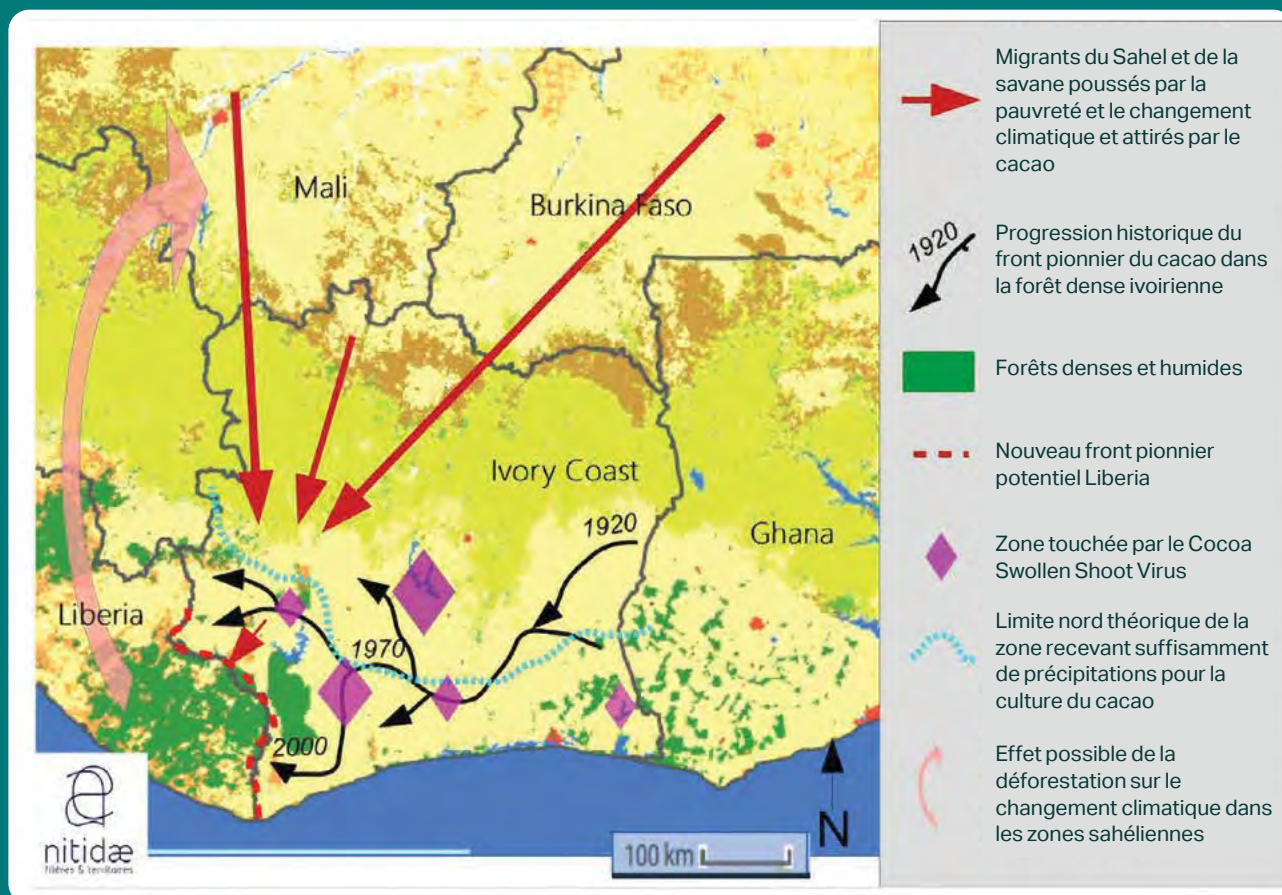 Mali
Burkina Faso
Ivory Coast
1920
Ghana
Liberia
1970
2000
N
100 km
nitidæ
filières & territoires
Migrants du Sahel et de la
savane poussés par la
pauvreté et le changement
climatique et attirés par le
cacao
1920
Progression historique du
front pionnier du cacao dans
la forêt dense ivoirienne
Forêts denses et humides
Nouveau front pionnier
potentiel Liberia
Zone touchée par le Cocoa
Swollen Shoot Virus
Limite nord théorique de la
zone recevant suffisamment
de précipitations pour la
culture du cacao
Effet possible de la
déforestation sur le
changement climatique dans
les zones sahéliennes